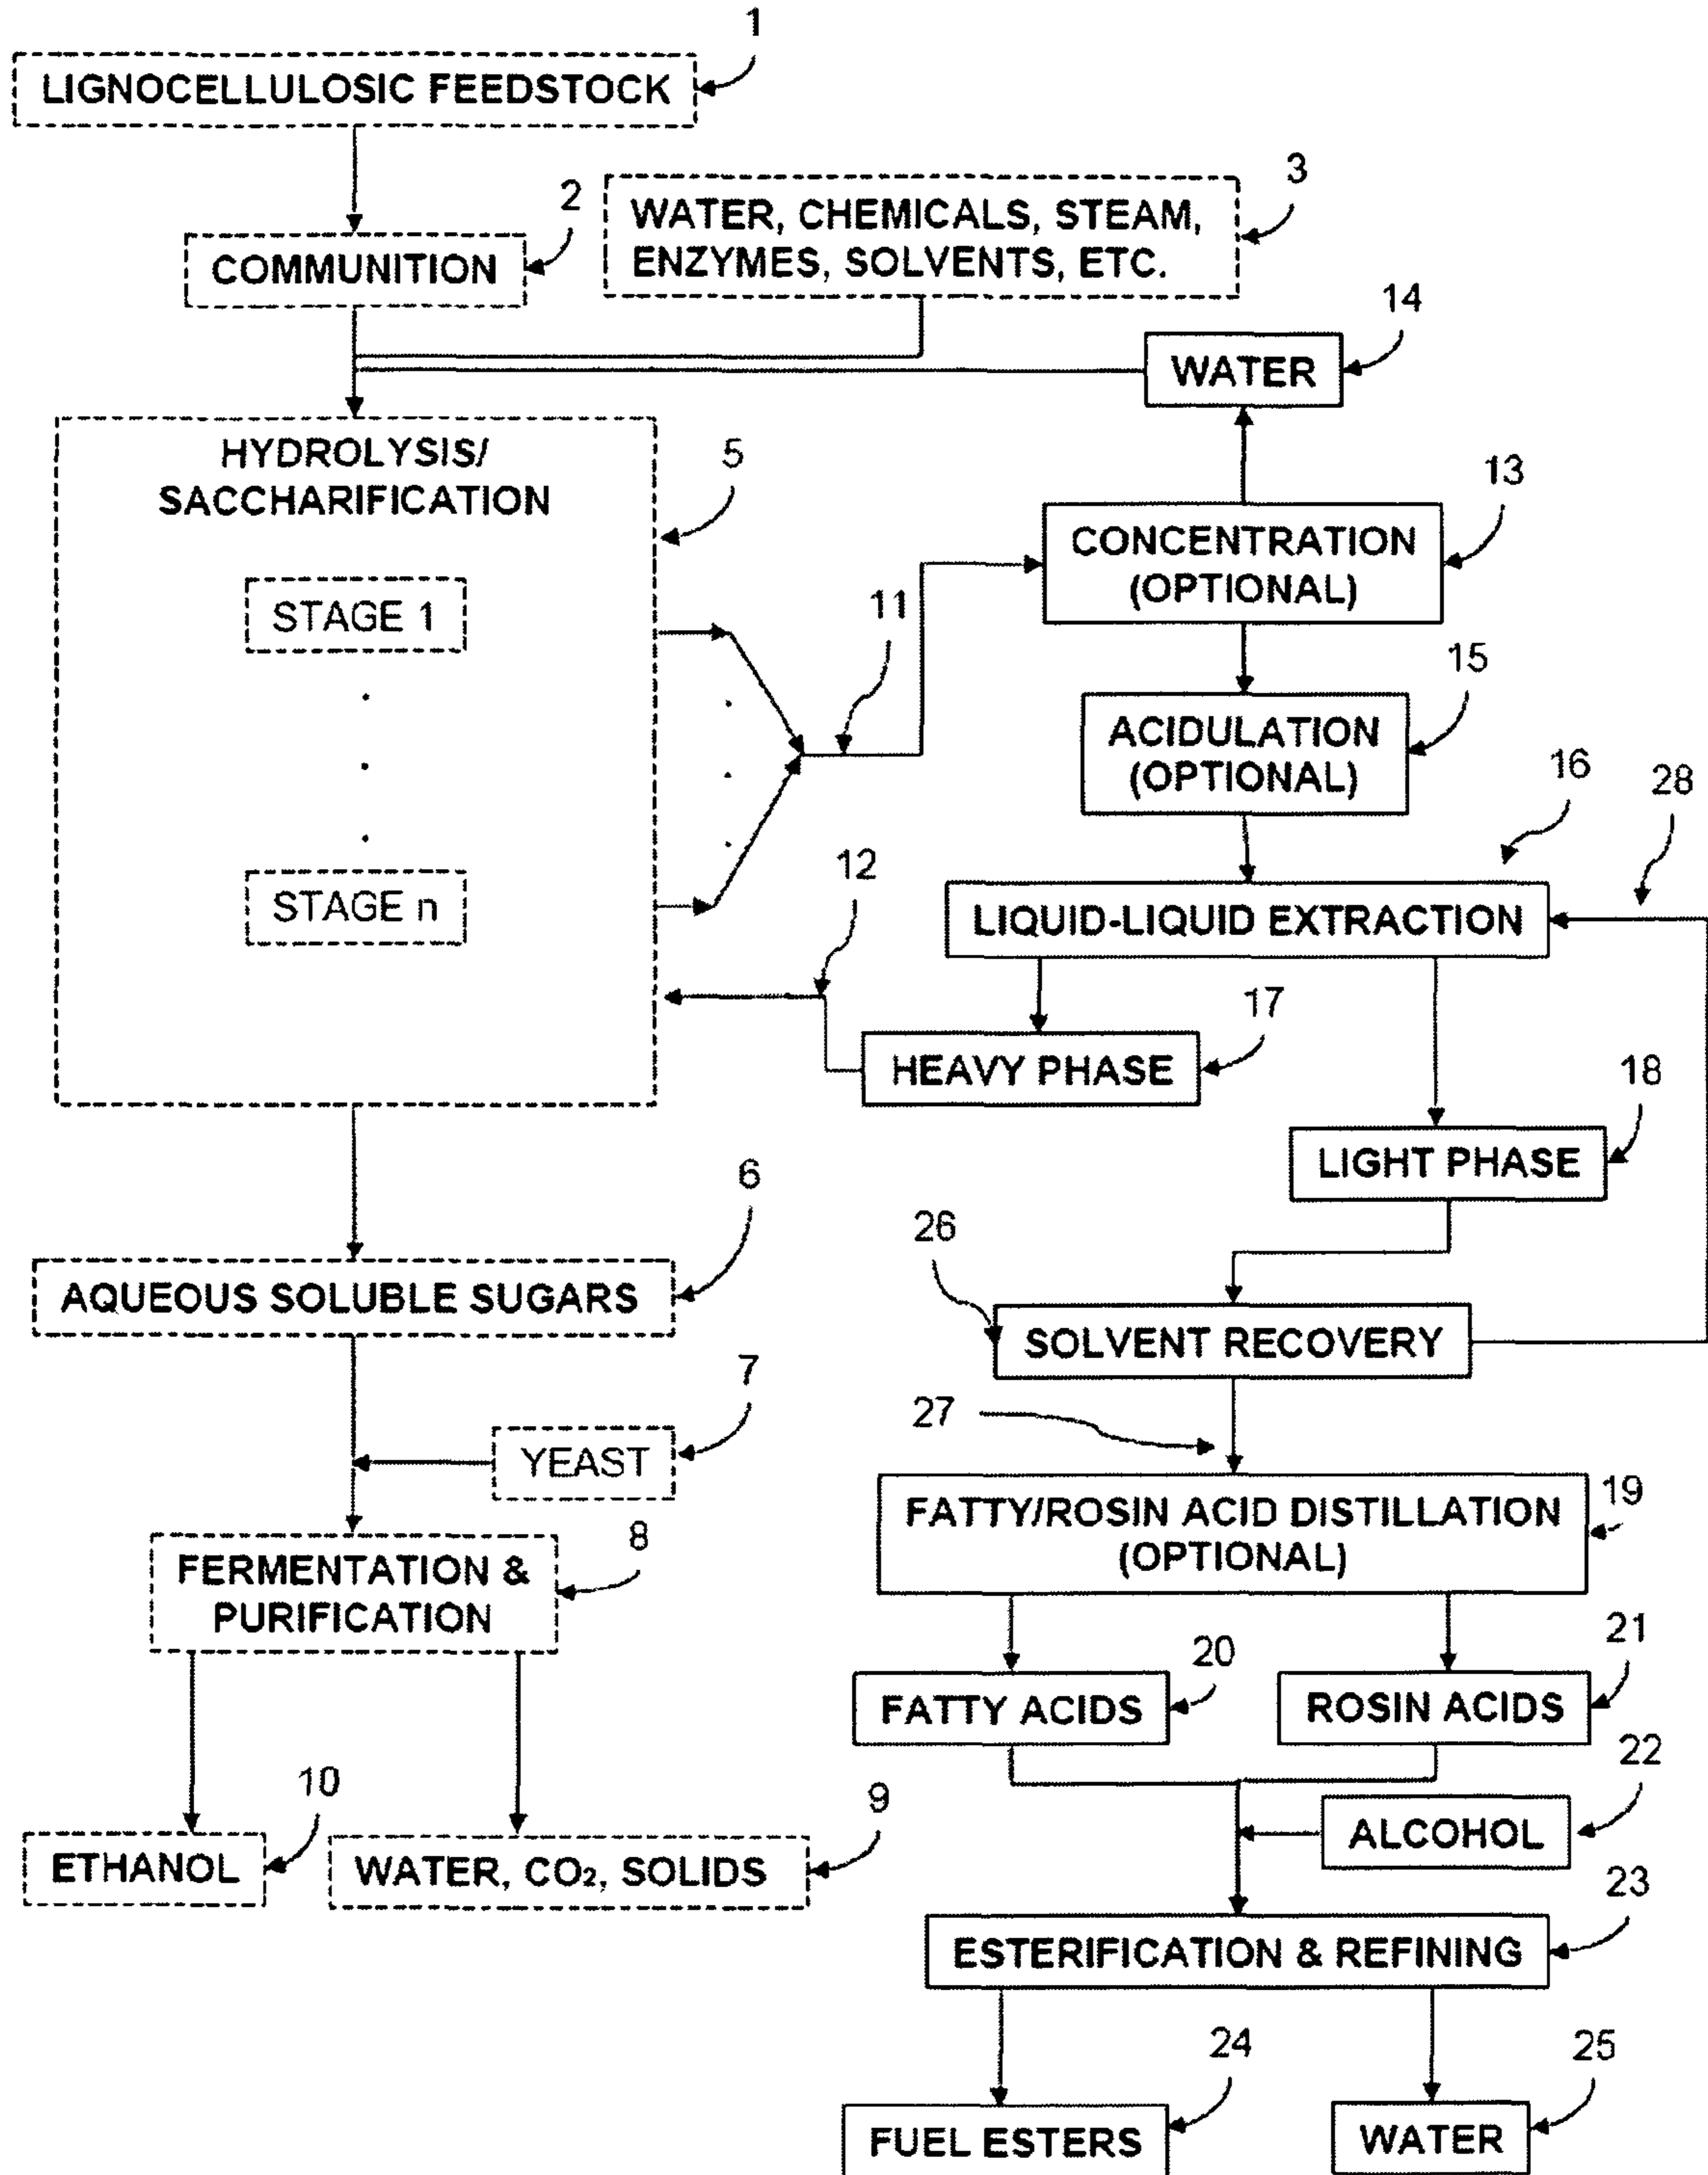 1
LIGNOCELLULOSIC FEEDSTOCK
2
COMMUNITION
3
WATER, CHEMICALS, STEAM,
ENZYMES, SOLVENTS, ETC.
14
WATER
HYDROLYSIS/
SACCHARIFICATION
5
STAGE 1
STAGE n
11
12
13
CONCENTRATION
(OPTIONAL)
15
ACIDULATION
(OPTIONAL)
16
28
LIQUID-LIQUID EXTRACTION
17
HEAVY PHASE
18
LIGHT PHASE
6
AQUEOUS SOLUBLE SUGARS
26
SOLVENT RECOVERY
7
YEAST
27
FATTY/ROSIN ACID DISTILLATION
(OPTIONAL)
19
8
FERMENTATION &
PURIFICATION
20
FATTY ACIDS
21
ROSIN ACIDS
22
ALCOHOL
10
ETHANOL
9
WATER, CO₂, SOLIDS
23
ESTERIFICATION & REFINING
24
FUEL ESTERS
25
WATER